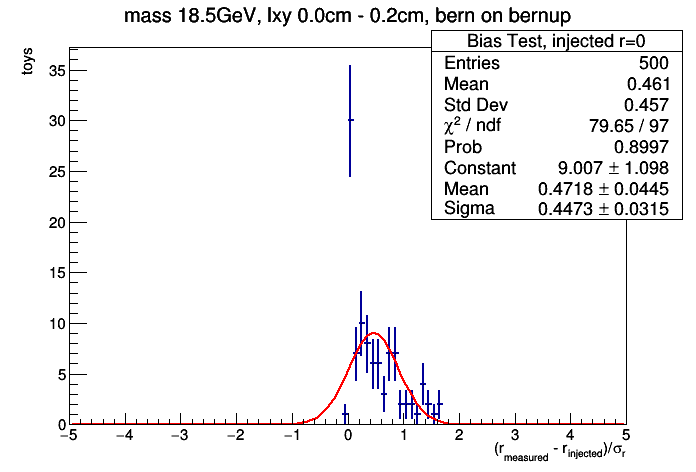 mass 18.5GeV, lxy 0.0cm - 0.2cm, bern on bernup
Bias Test, injected r=0
Entries 500
Mean 0.461
Std Dev 0.457
χ² / ndf 79.65 / 97
Prob 0.8997
Constant 9.007 ± 1.098
Mean 0.4718 ± 0.0445
Sigma 0.4473 ± 0.0315
toys
35
30
25
20
15
10
5
0
−5 −4 −3 −2 −1 0 1 2 3 4 5
(r_measured - r_injected)/σ_r